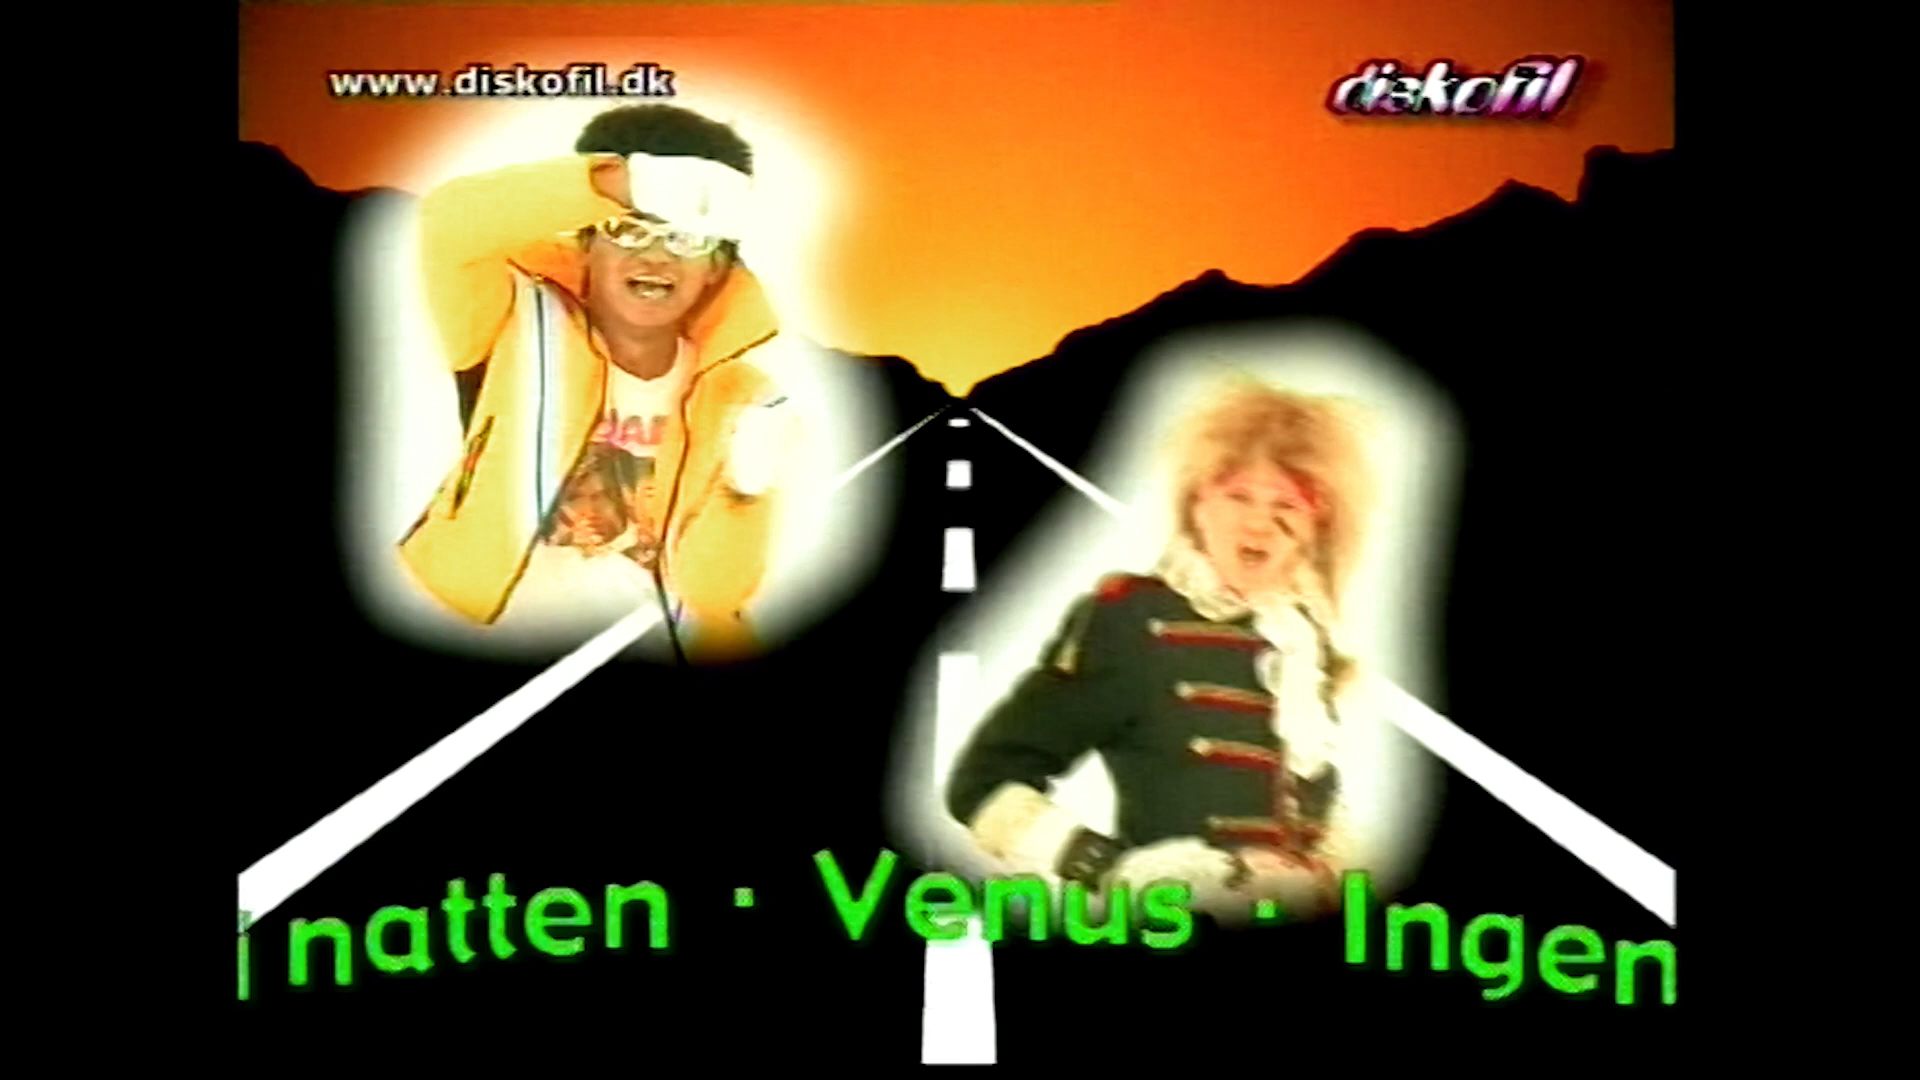 www.diskofil.dk
diskofil
natten · Venus · Ingen